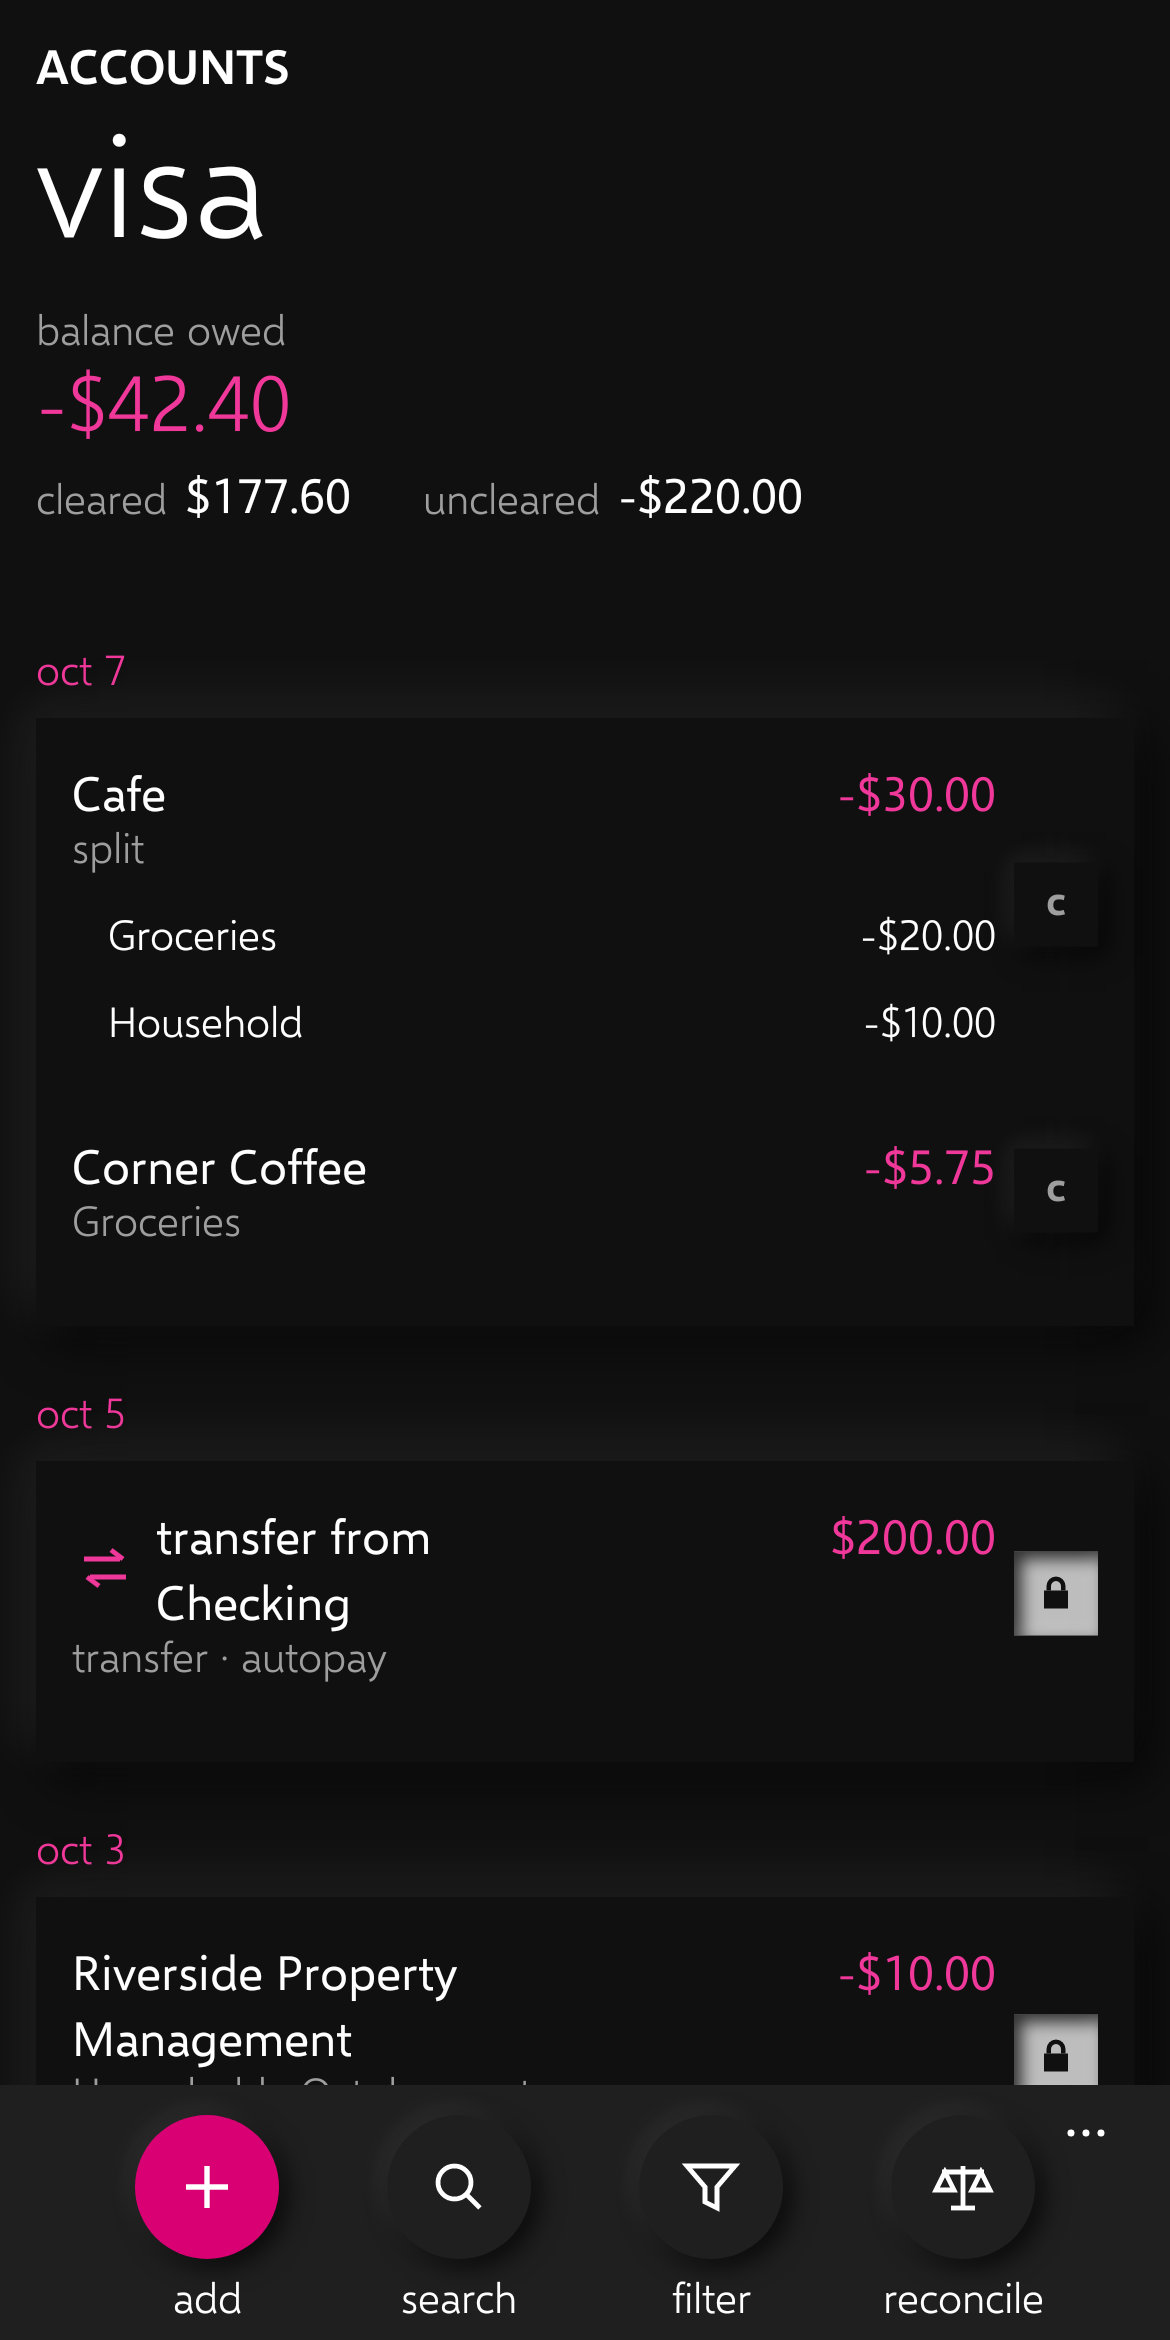 ACCOUNTS
visa
balance owed
-$42.40
cleared $177.60 uncleared -$220.00
oct 7
Cafe -$30.00
split
c
Groceries -$20.00
Household -$10.00
Corner Coffee -$5.75
c
Groceries
oct 5
transfer from $200.00
Checking
transfer · autopay
oct 3
Riverside Property -$10.00
Management
add search filter reconcile